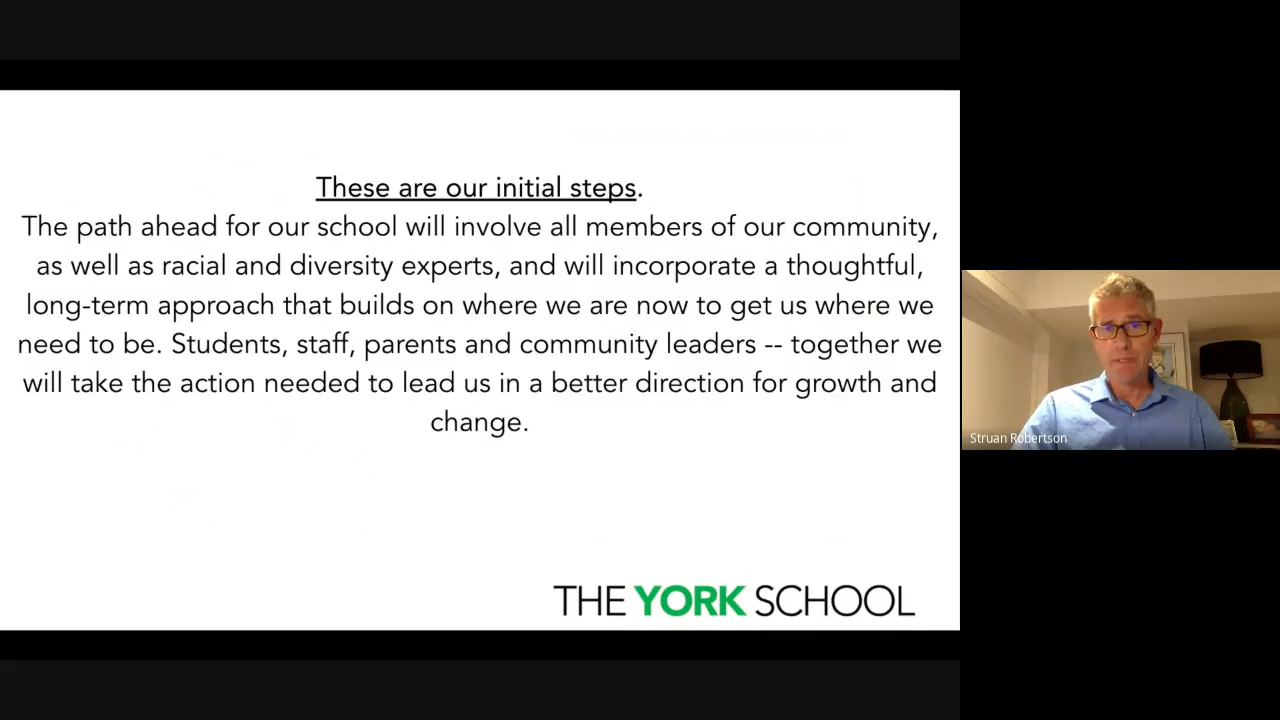 These are our initial steps.
The path ahead for our school will involve all members of our community,
as well as racial and diversity experts, and will incorporate a thoughtful,
long-term approach that builds on where we are now to get us where we
need to be. Students, staff, parents and community leaders -- together we
will take the action needed to lead us in a better direction for growth and
change.
Struan Robertson
THE YORK SCHOOL